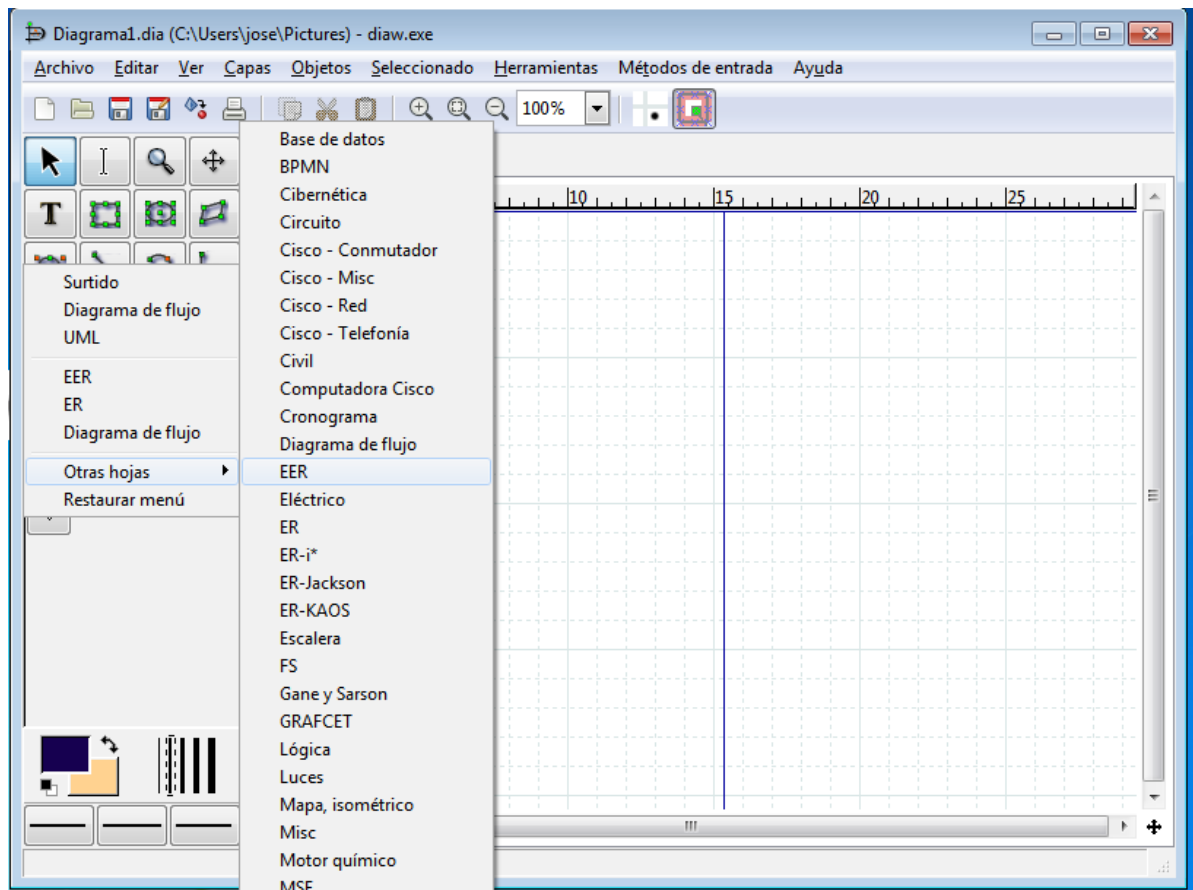 Diagrama1.dia (C:\Users\jose\Pictures) - diaw.exe
Archivo Editar Ver Capas Objetos Seleccionado Herramientas Métodos de entrada Ayuda
100%
T
10 15 20 25
Surtido
Diagrama de flujo
UML
EER
ER
Diagrama de flujo
Otras hojas
Restaurar menú
Base de datos
BPMN
Cibernética
Circuito
Cisco - Conmutador
Cisco - Misc
Cisco - Red
Cisco - Telefonía
Civil
Computadora Cisco
Cronograma
Diagrama de flujo
EER
Eléctrico
ER
ER-i*
ER-Jackson
ER-KAOS
Escalera
FS
Gane y Sarson
GRAFCET
Lógica
Luces
Mapa, isométrico
Misc
Motor químico
MSE